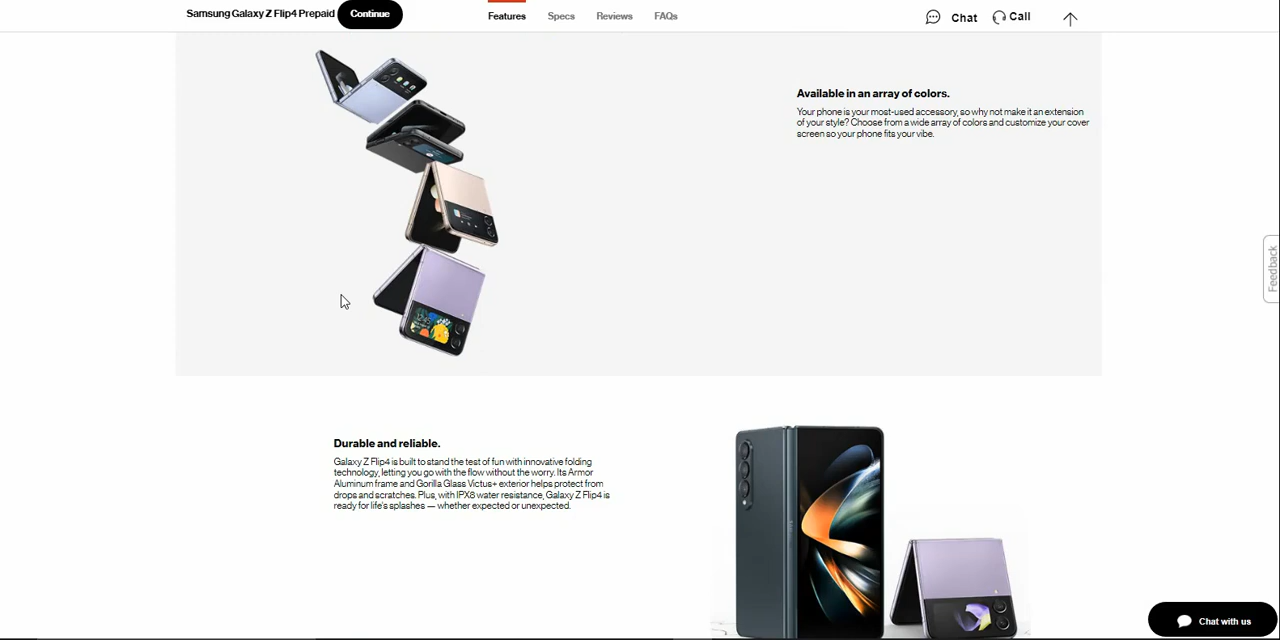 Samsung Galaxy Z Flip4 Prepaid Continue Features Specs Reviews FAQs Chat Call
Available in an array of colors.
Your phone is your most-used accessory, so why not make it an extension
of your style? Choose from a wide array of colors and customize your cover
screen so your phone fits your vibe.
Feedback
Durable and reliable.
Galaxy Z Flip4 is built to stand the test of fun with innovative folding
technology, letting you go with the flow without the worry. Its Armor
Aluminum frame and Gorilla Glass Victus+ exterior helps protect from
drops and scratches. Plus, with IPX8 water resistance, Galaxy Z Flip4 is
ready for life's splashes — whether expected or unexpected.
Chat with us